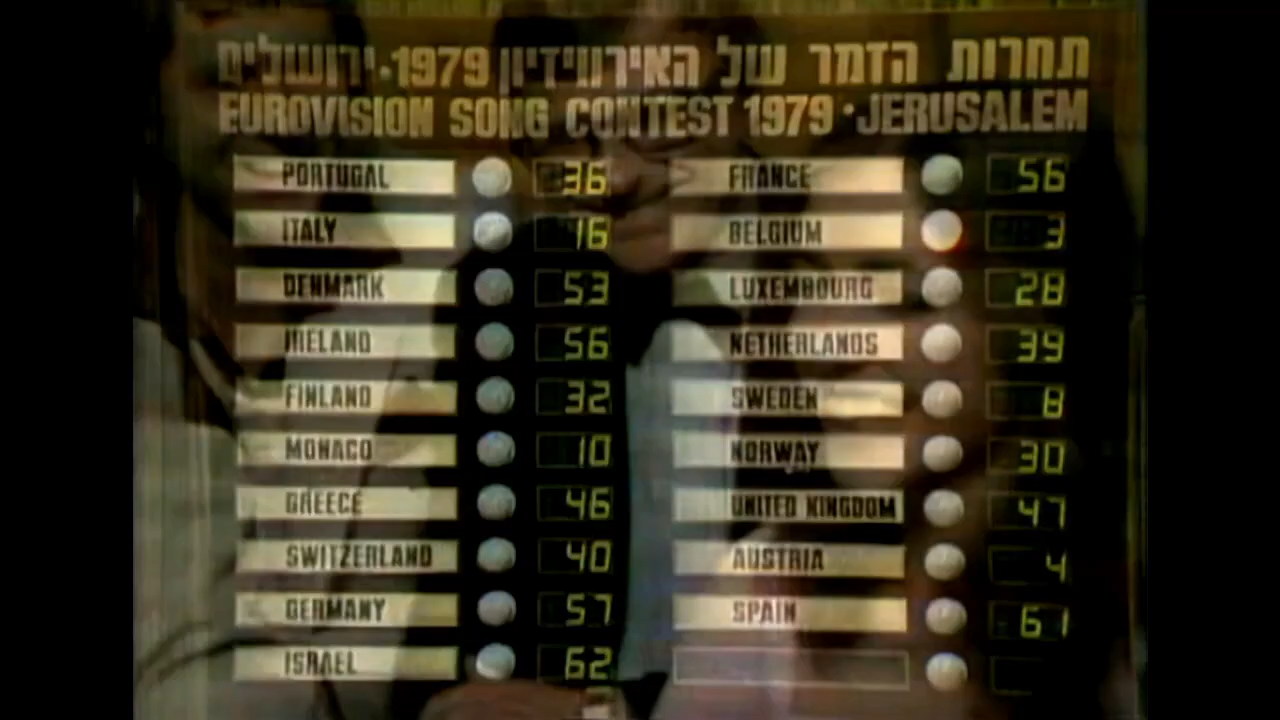 תחרות הזמר של האירוויזיון 1979·ירושלים
EUROVISION SONG CONTEST 1979 · JERUSALEM
PORTUGAL 36
ITALY 16
DENMARK 53
IRELAND 56
FINLAND 32
MONACO 10
GREECE 46
SWITZERLAND 40
GERMANY 57
ISRAEL 62
FRANCE 56
BELGIUM 3
LUXEMBOURG 28
NETHERLANDS 39
SWEDEN 8
NORWAY 30
UNITED KINGDOM 47
AUSTRIA 4
SPAIN 61